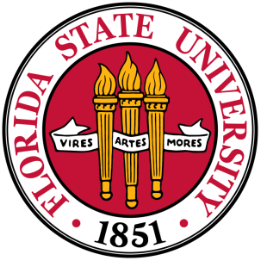 FLORIDA STATE UNIVERSITY
VIRES ARTES MORES
• 1851 •